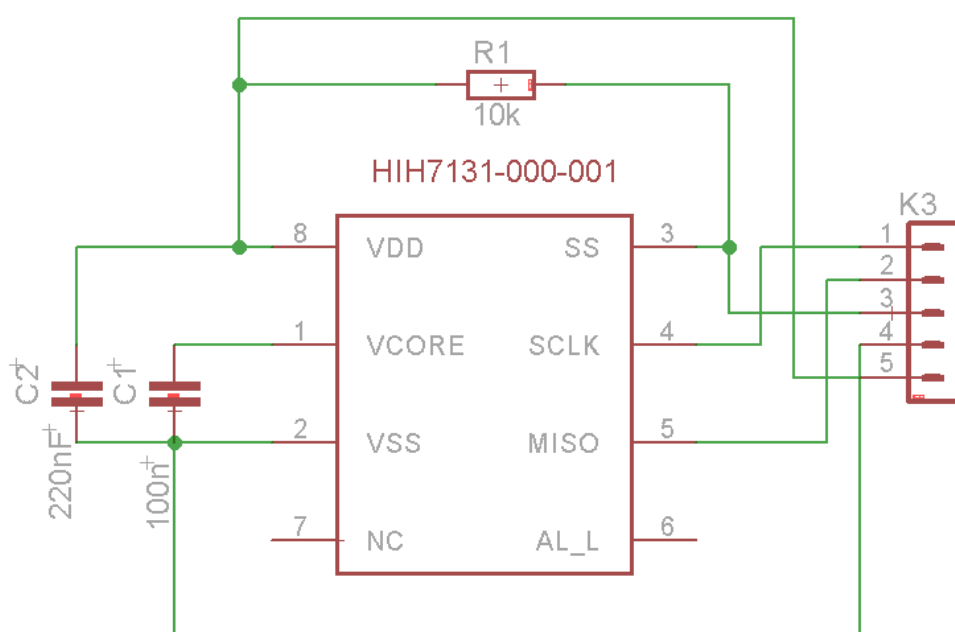 R1
10k
HIH7131-000-001
K3
8 VDD SS 3
1
2
3
4
5
1 VCORE SCLK 4
C2
C1
220nF
100n
2 VSS MISO 5
7 NC AL_L 6